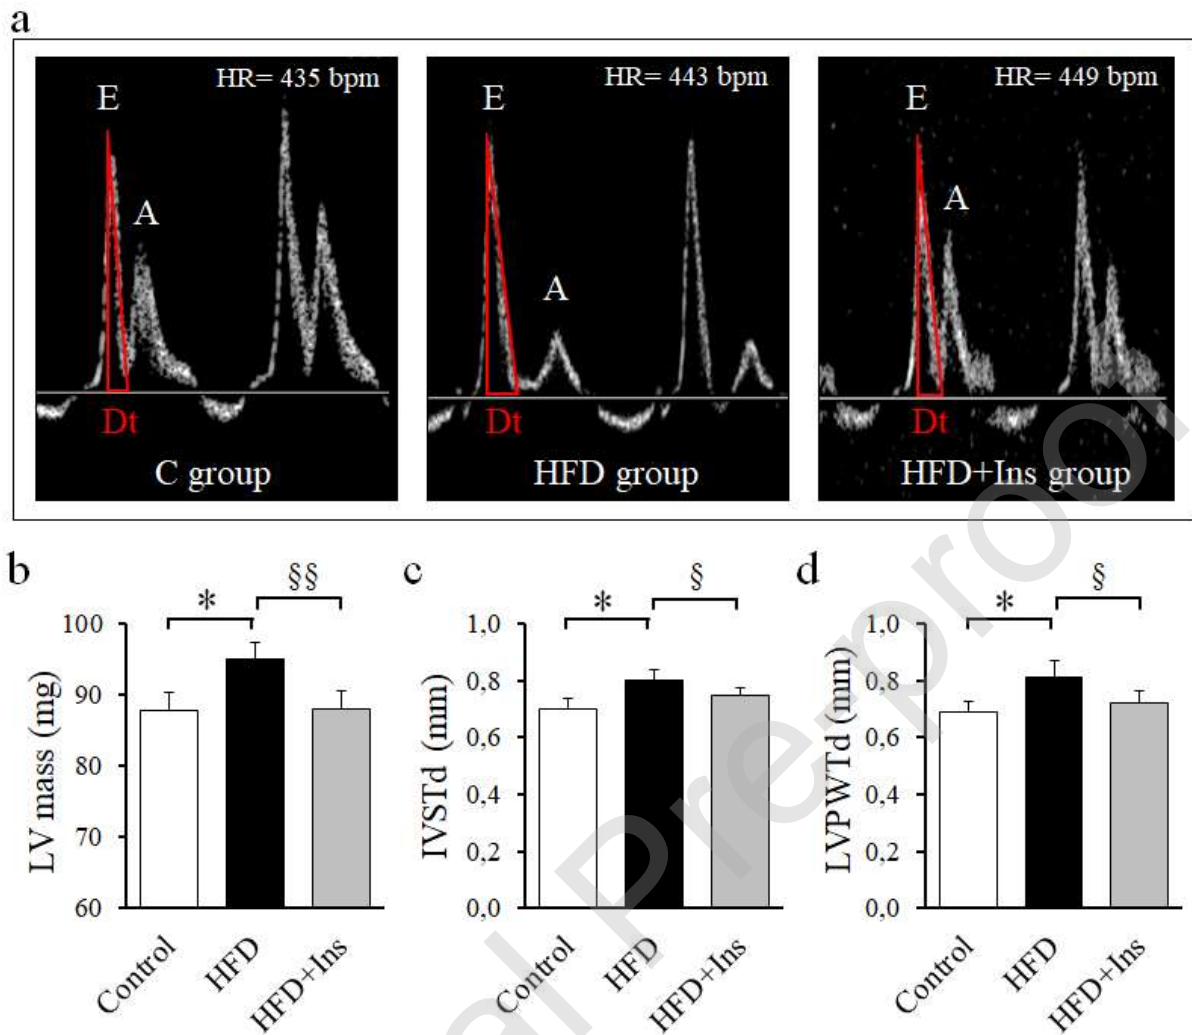 a
HR= 435 bpm
E
A
Dt
C group
HR= 443 bpm
E
A
Dt
HFD group
HR= 449 bpm
E
A
Dt
HFD+Ins group
b
LV mass (mg)
100
90
80
70
60
*
§§
Control
HFD
HFD+Ins
c
IVSTd (mm)
1,0
0,8
0,6
0,4
0,2
0,0
*
§
Control
HFD
HFD+Ins
d
LVPWTd (mm)
1,0
0,8
0,6
0,4
0,2
0,0
*
§
Control
HFD
HFD+Ins
al Pre-proof